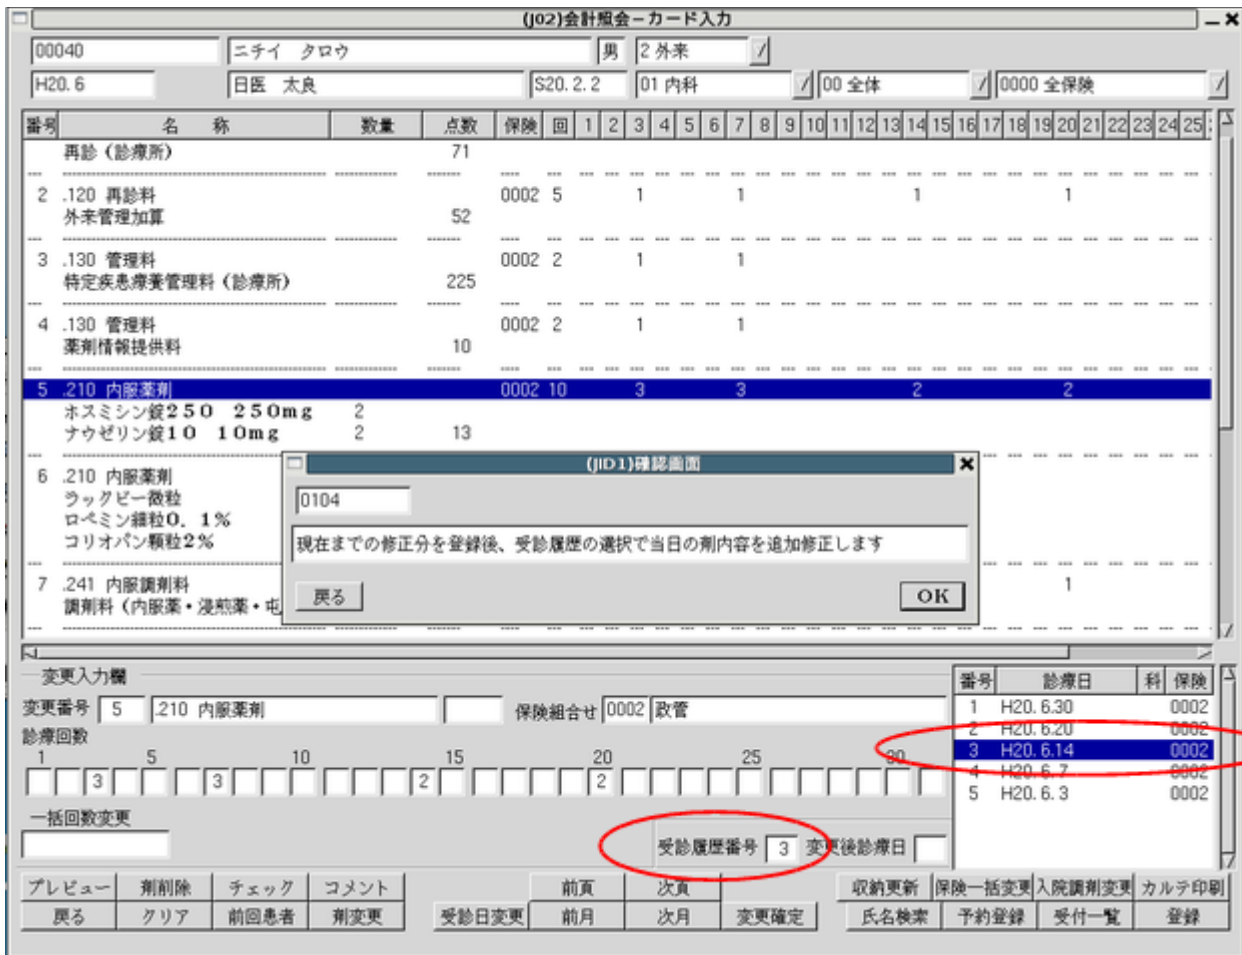 (J02)会計照会－カード入力
00040 ニチイ タロウ 男 2 外来
H20. 6 日医 太良 S20. 2. 2 01 内科 00 全体 0000 全保険
番号 名 称 数量 点数 保険 回 1 2 3 4 5 6 7 8 9 10 11 12 13 14 15 16 17 18 19 20 21 22 23 24 25
再診（診療所） 71
2 .120 再診料 0002 5 1 1 1 1
外来管理加算 52
3 .130 管理料 0002 2 1 1
特定疾患療養管理料（診療所） 225
4 .130 管理料 0002 2 1 1
薬剤情報提供料 10
5 .210 内服薬剤 0002 10 3 3 2 2
ホスミシン錠２５０ ２５０ｍｇ 2
ナウゼリン錠１０ １０ｍｇ 2 13
6 .210 内服薬剤
ラックビー微粒
ロペミン細粒０．１％
コリオパン顆粒２％
7 .241 内服調剤料 1
調剤料（内服薬・浸煎薬・屯
(JID1)確認画面
0104
現在までの修正分を登録後、受診履歴の選択で当日の剤内容を追加修正します
戻る OK
変更入力欄
変更番号 5 .210 内服薬剤 保険組合せ 0002 政管
診療回数
1 5 10 15 20 25 30
3 3 2 2
一括回数変更
受診履歴番号 3 変更後診療日
番号 診療日 科 保険
1 H20. 6.30 0002
2 H20. 6.20 0002
3 H20. 6.14 0002
4 H20. 6. 7 0002
5 H20. 6. 3 0002
プレビュー 剤削除 チェック コメント 前頁 次頁 収納更新 保険一括変更 入院調剤変更 カルテ印刷
戻る クリア 前回患者 剤変更 受診日変更 前月 次月 変更確定 氏名検索 予約登録 受付一覧 登録